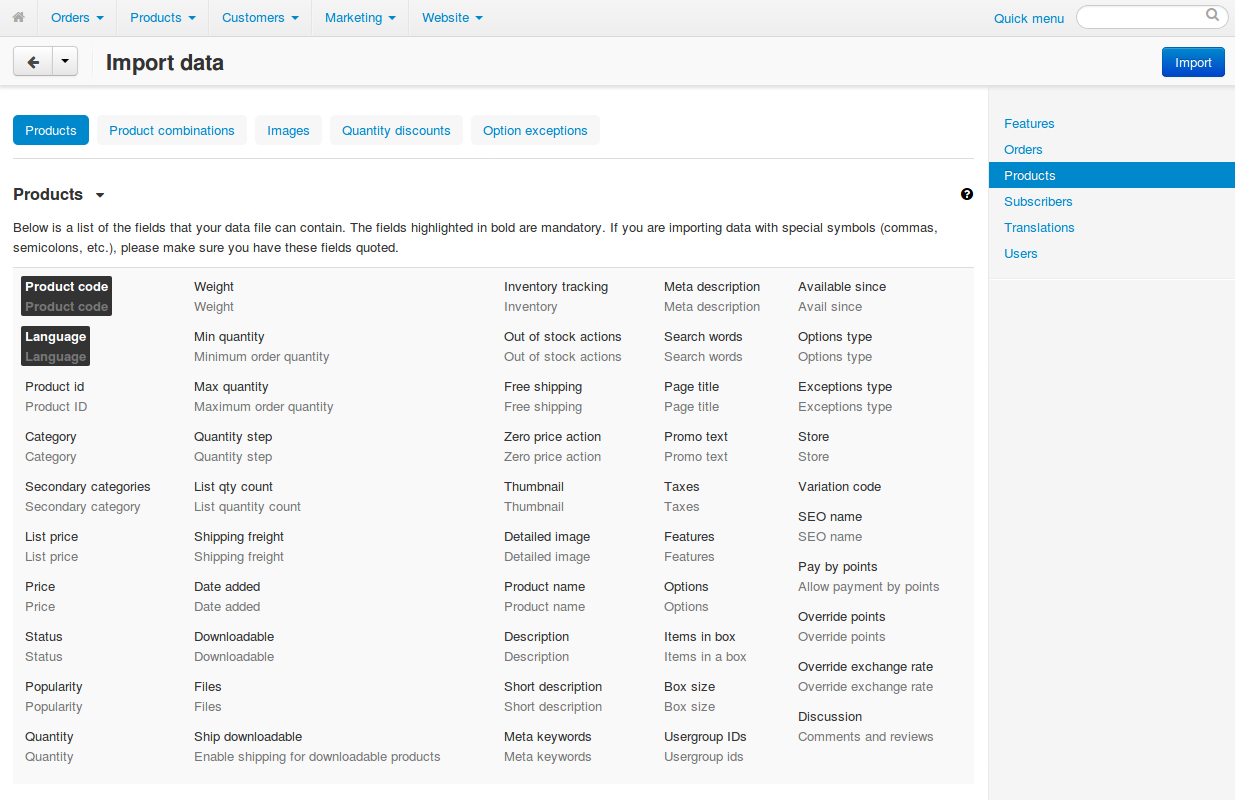 Orders
Products
Customers
Marketing
Website
Quick menu
Import data
Import
Products
Product combinations
Images
Quantity discounts
Option exceptions
Products
?
Below is a list of the fields that your data file can contain. The fields highlighted in bold are mandatory. If you are importing data with special symbols (commas,
semicolons, etc.), please make sure you have these fields quoted.
Product code
Product code
Language
Language
Product id
Product ID
Category
Category
Secondary categories
Secondary category
List price
List price
Price
Price
Status
Status
Popularity
Popularity
Quantity
Quantity
Weight
Weight
Min quantity
Minimum order quantity
Max quantity
Maximum order quantity
Quantity step
Quantity step
List qty count
List quantity count
Shipping freight
Shipping freight
Date added
Date added
Downloadable
Downloadable
Files
Files
Ship downloadable
Enable shipping for downloadable products
Inventory tracking
Inventory
Out of stock actions
Out of stock actions
Free shipping
Free shipping
Zero price action
Zero price action
Thumbnail
Thumbnail
Detailed image
Detailed image
Product name
Product name
Description
Description
Short description
Short description
Meta keywords
Meta keywords
Meta description
Meta description
Search words
Search words
Page title
Page title
Promo text
Promo text
Taxes
Taxes
Features
Features
Options
Options
Items in box
Items in a box
Box size
Box size
Usergroup IDs
Usergroup ids
Available since
Avail since
Options type
Options type
Exceptions type
Exceptions type
Store
Store
Variation code
SEO name
SEO name
Pay by points
Allow payment by points
Override points
Override points
Override exchange rate
Override exchange rate
Discussion
Comments and reviews
Features
Orders
Products
Subscribers
Translations
Users